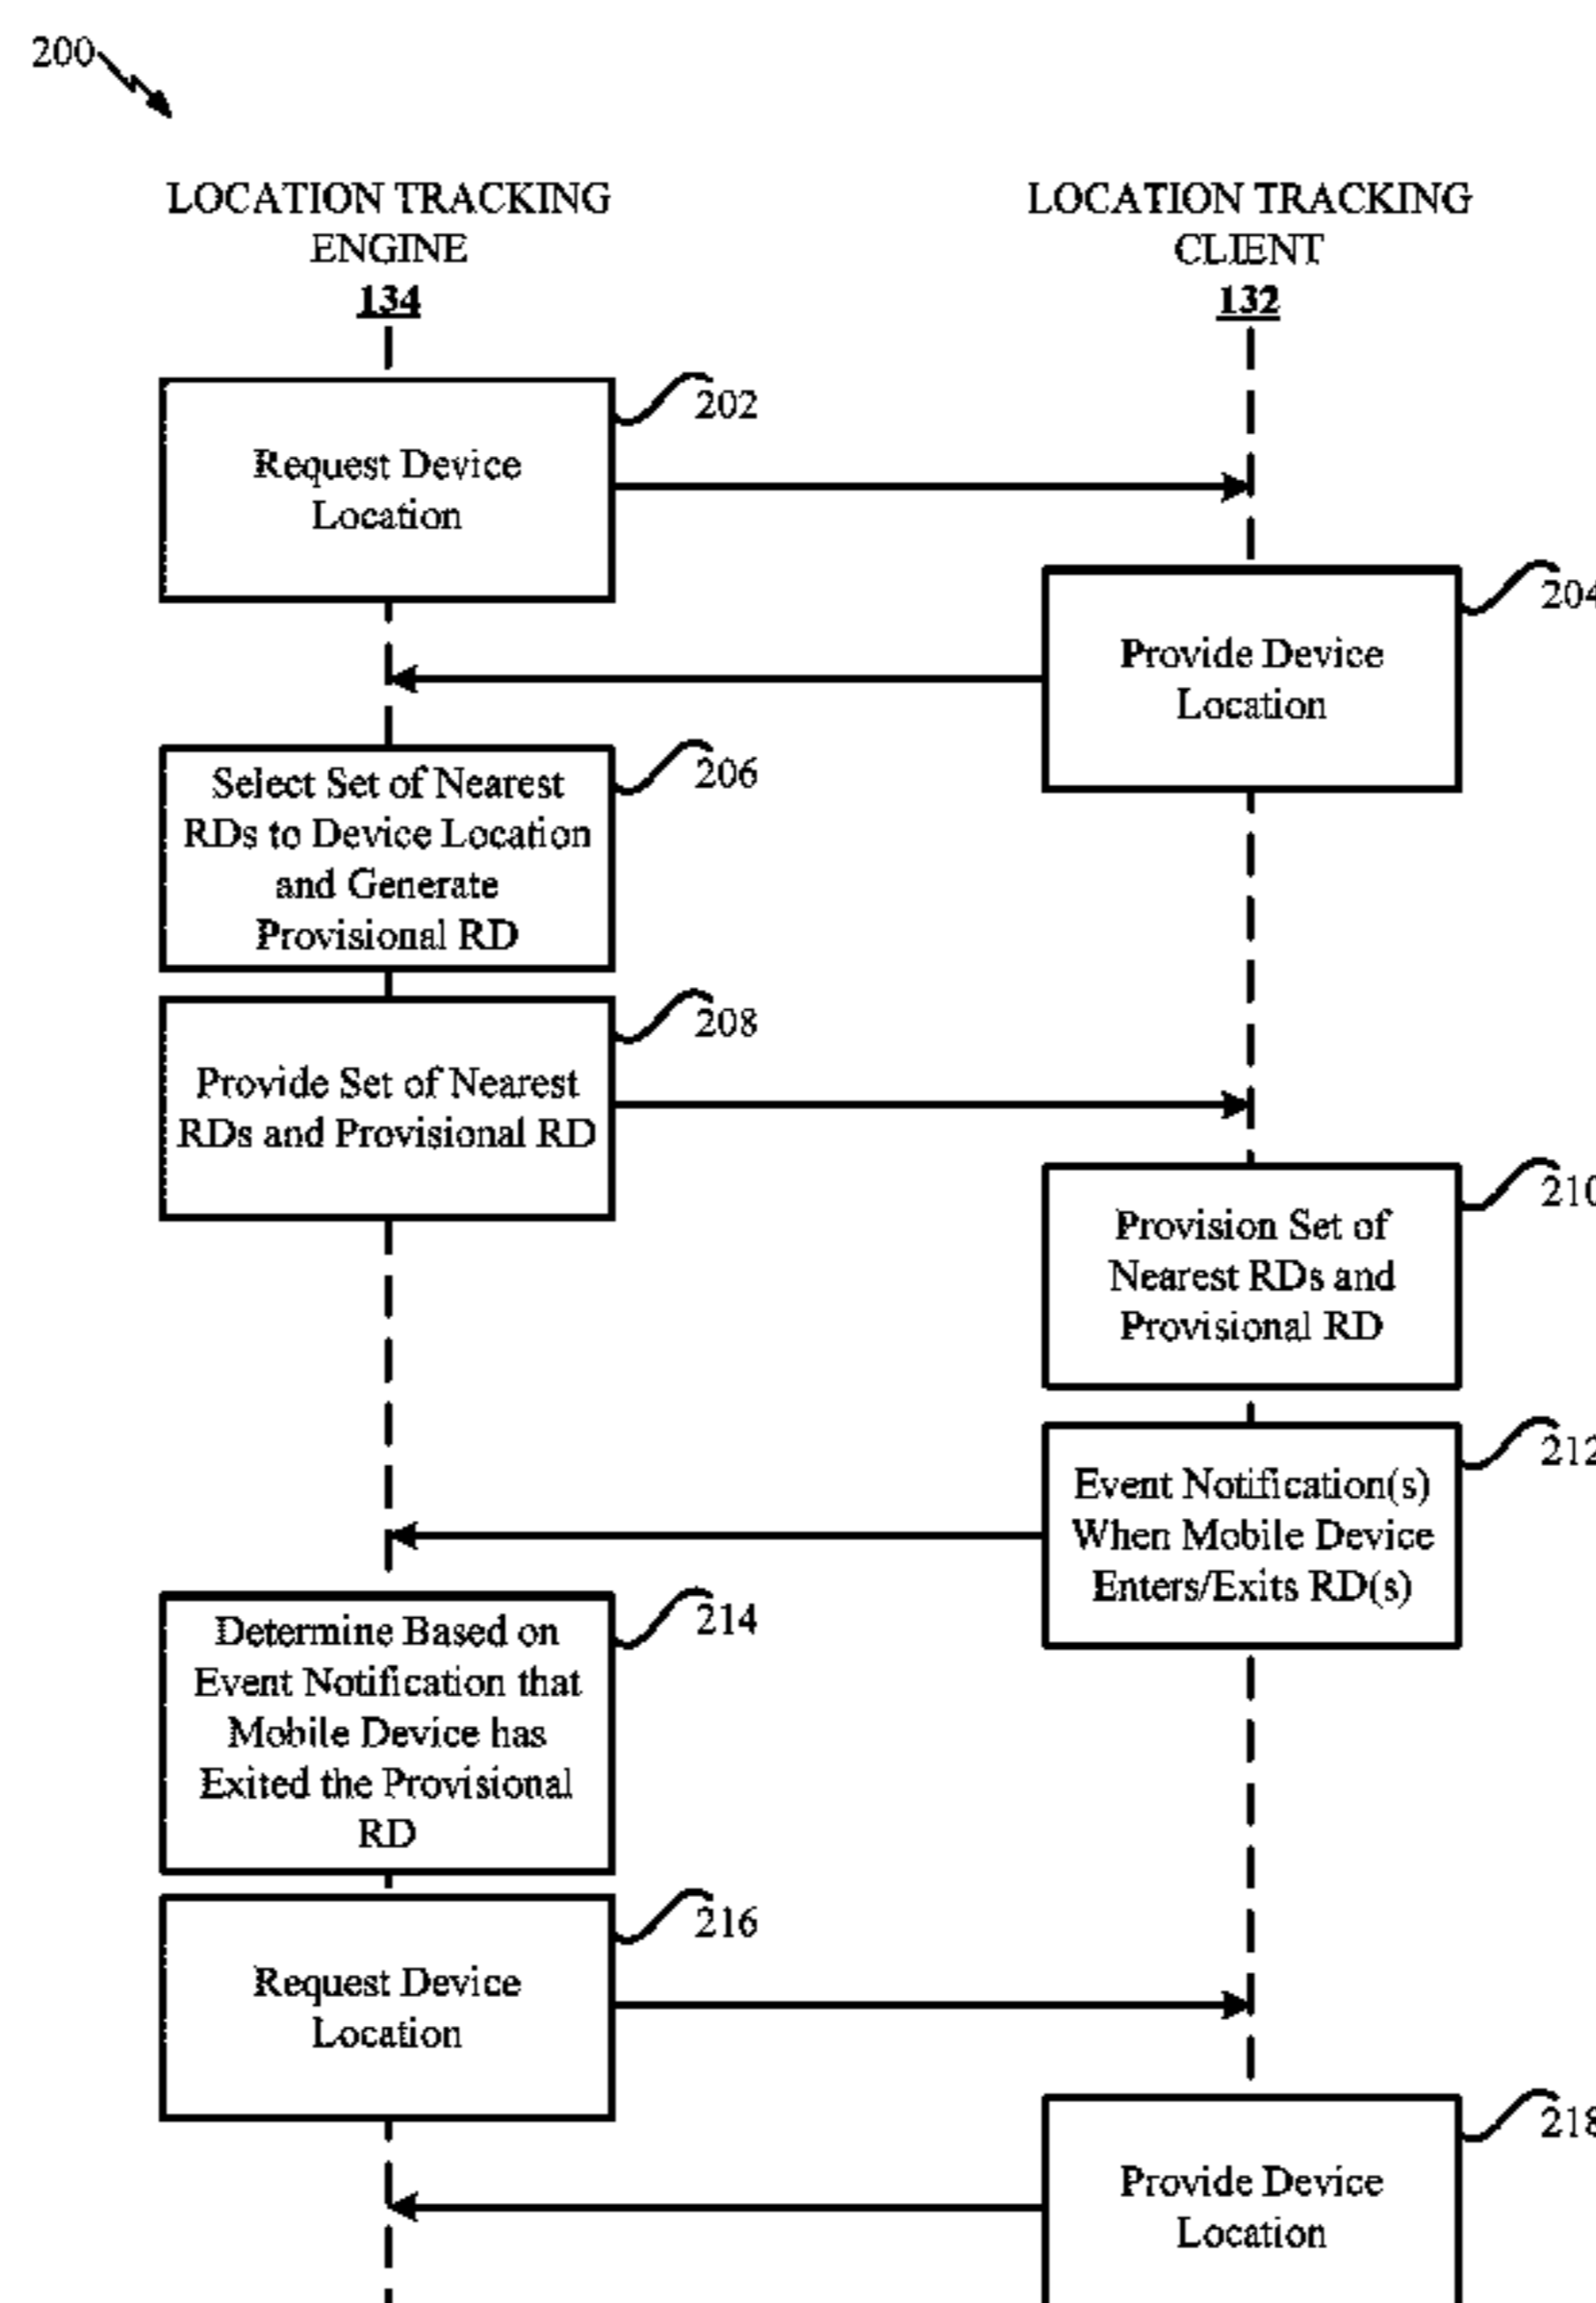 200
LOCATION TRACKING
ENGINE
134
LOCATION TRACKING
CLIENT
132
202
Request Device
Location
204
Provide Device
Location
206
Select Set of Nearest
RDs to Device Location
and Generate
Provisional RD
208
Provide Set of Nearest
RDs and Provisional RD
210
Provision Set of
Nearest RDs and
Provisional RD
212
Event Notification(s)
When Mobile Device
Enters/Exits RD(s)
214
Determine Based on
Event Notification that
Mobile Device has
Exited the Provisional
RD
216
Request Device
Location
218
Provide Device
Location